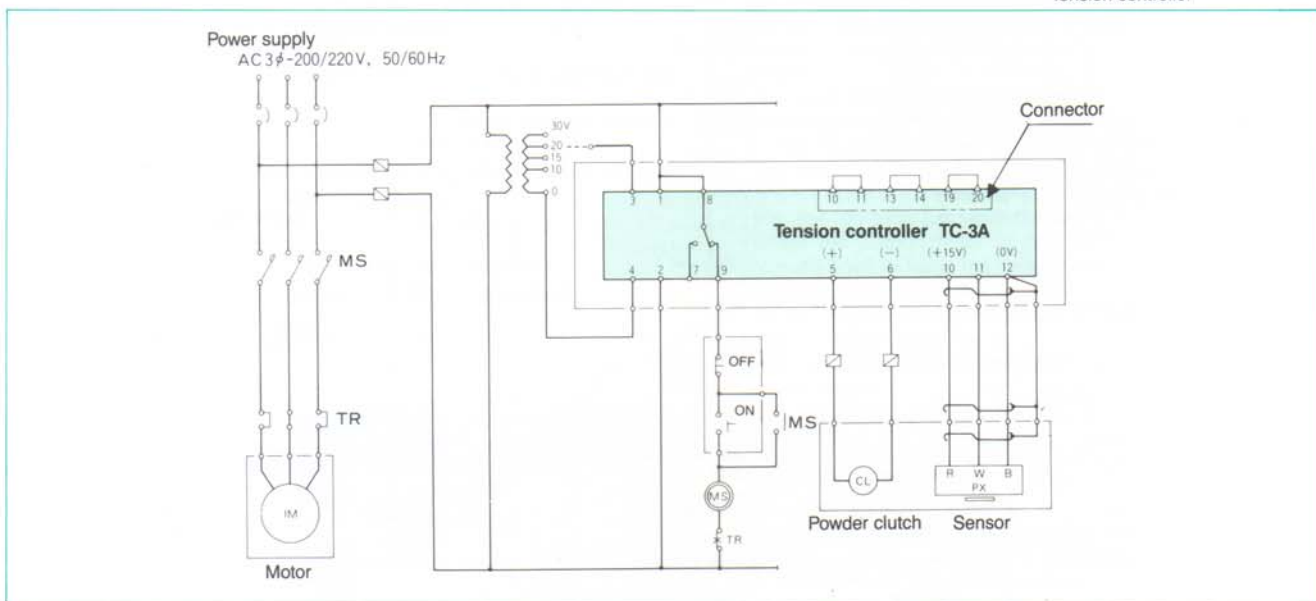 Power supply
AC 3φ-200/220V, 50/60Hz
Connector
30V
20
15
10
0
3 1 8 10 11 13 14 19 20
Tension controller TC-3A
(+) (−) (+15V) (0V)
4 2 7 9 5 6 10 11 12
MS
OFF
ON
MS
TR
R W B
PX
CL
MS
IM
Powder clutch Sensor
TR
Motor